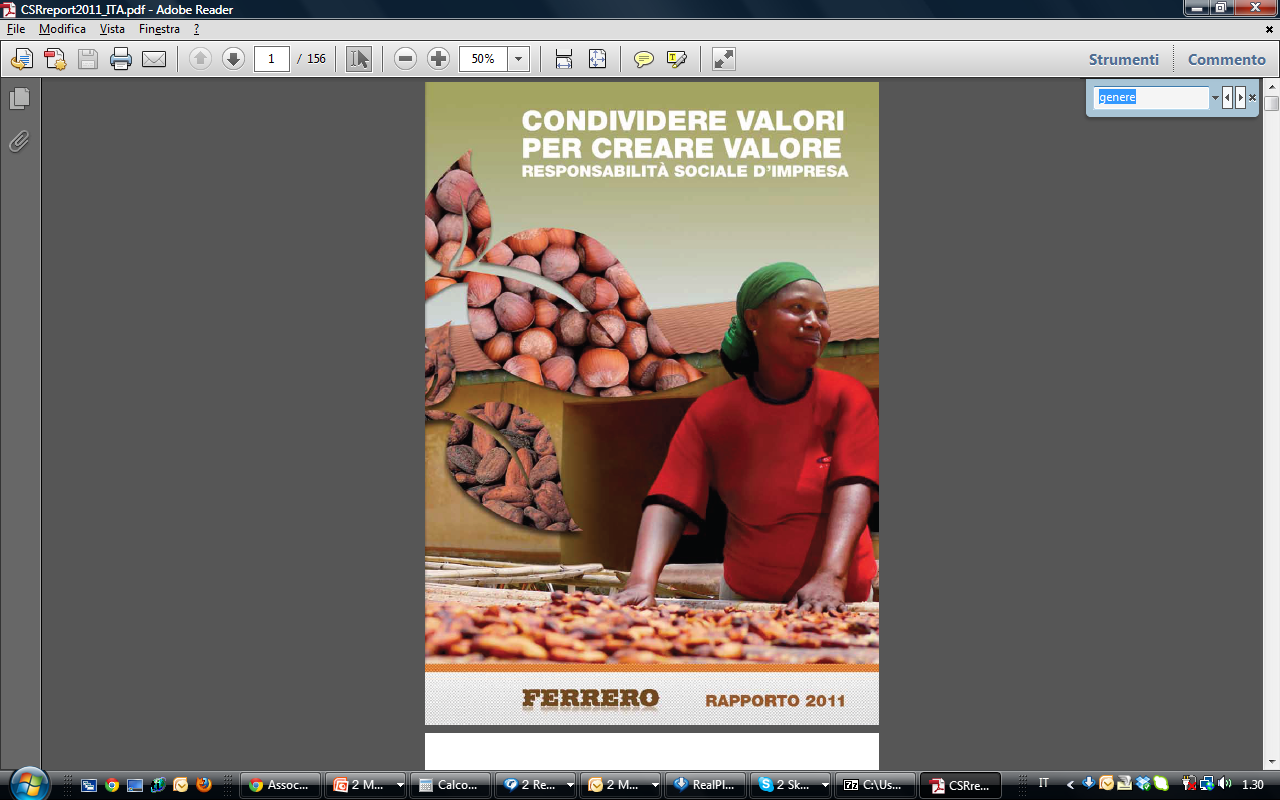 CSRreport2011_ITA.pdf - Adobe Reader
File Modifica Vista Finestra ?
1 / 156 50% Strumenti Commento
genere
CONDIVIDERE VALORI
PER CREARE VALORE
RESPONSABILITÀ SOCIALE D'IMPRESA
FERRERO RAPPORTO 2011
Assoc... 2 M... Calco... 2 Re... 2 M... RealPl... 2 Sk... C:\Us... CSRre... IT 1.30